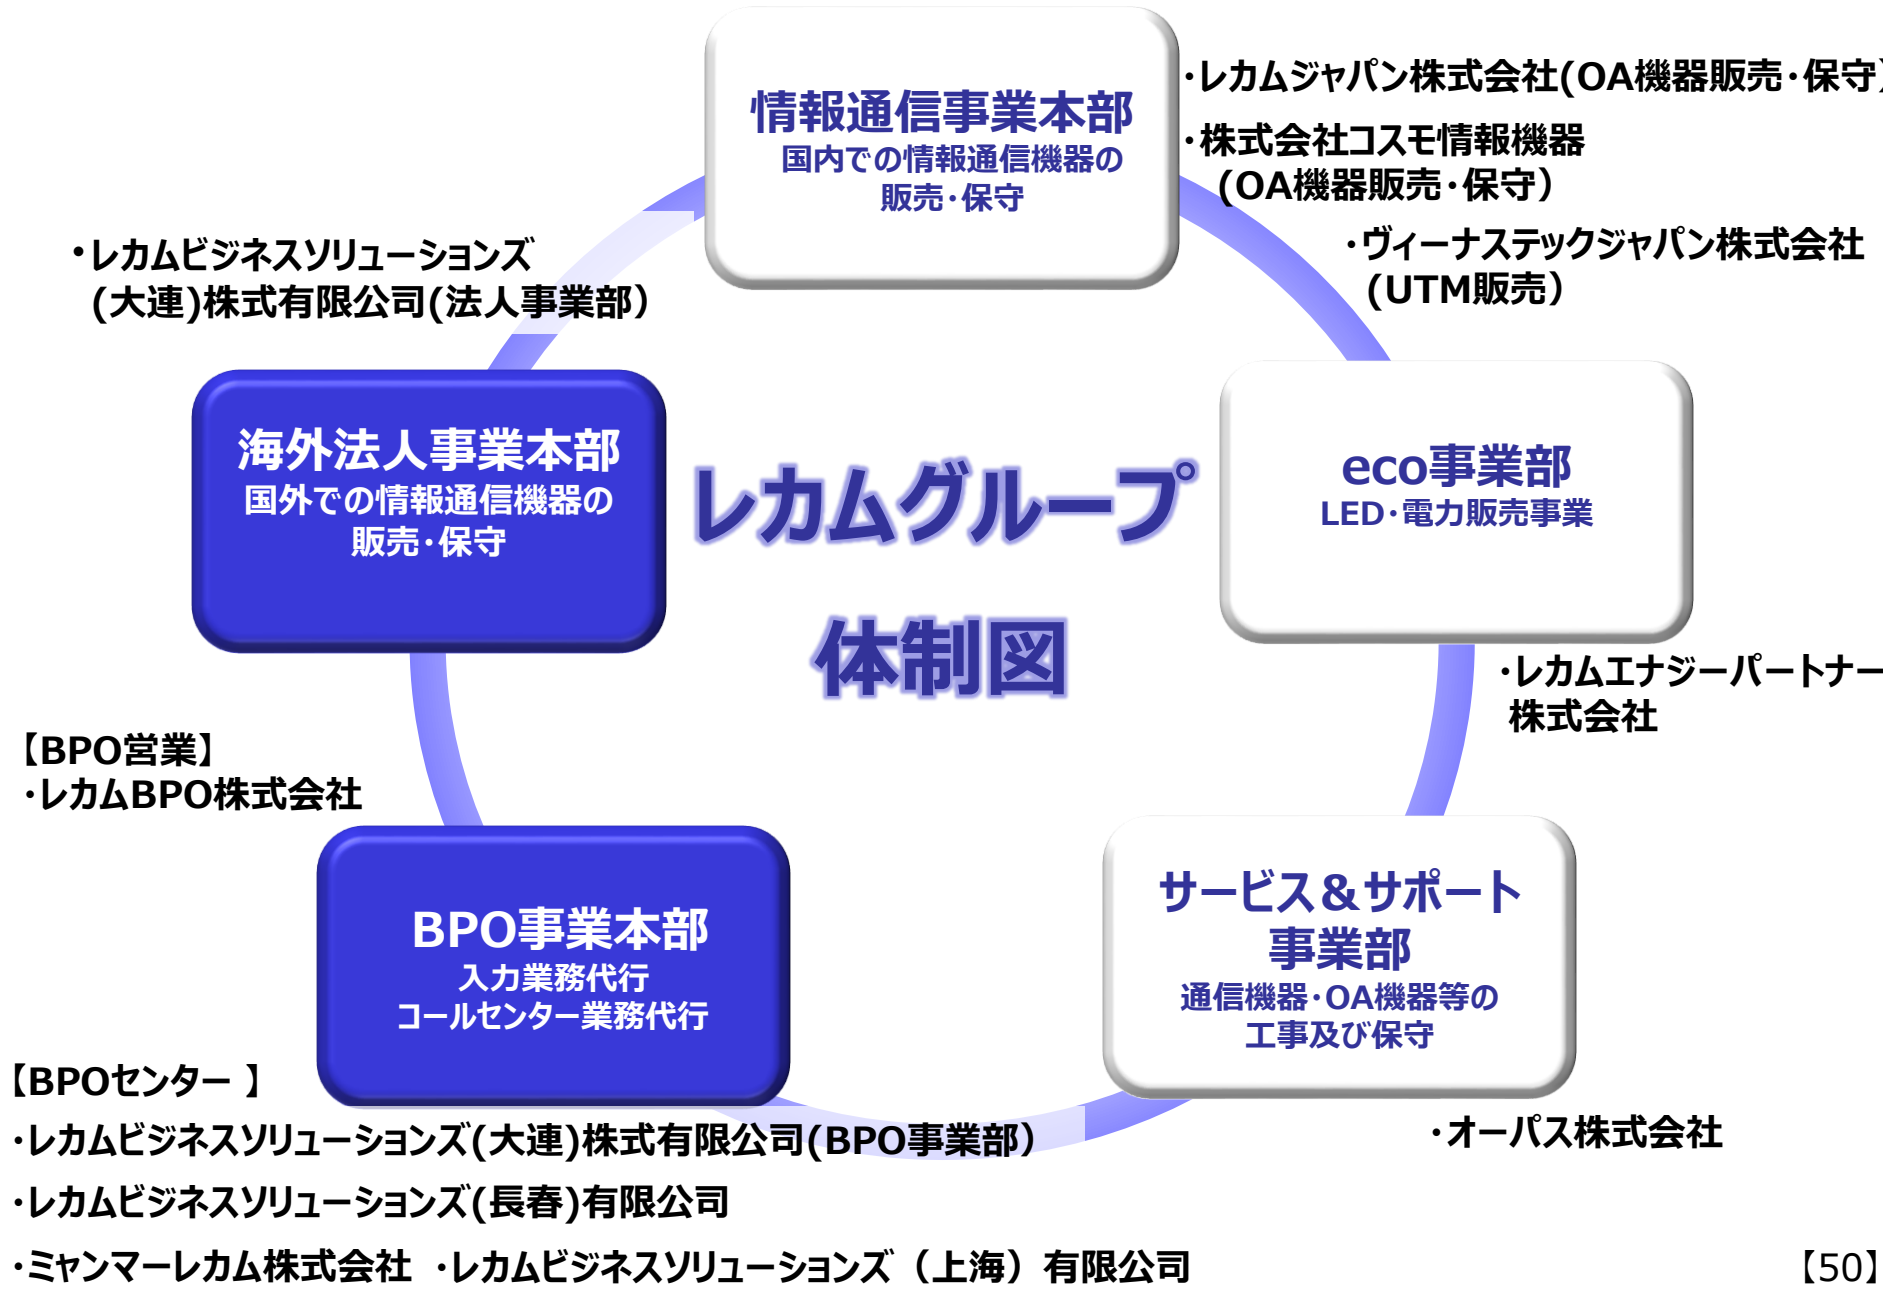 情報通信事業本部
国内での情報通信機器の
販売・保守
・レカムジャパン株式会社(OA機器販売・保守）
・株式会社コスモ情報機器
(OA機器販売・保守）
・ヴィーナステックジャパン株式会社
(UTM販売）
・レカムビジネスソリューションズ
(大連)株式有限公司(法人事業部）
海外法人事業本部
国外での情報通信機器の
販売・保守
レカムグループ
体制図
eco事業部
LED・電力販売事業
・レカムエナジーパートナー
株式会社
【BPO営業】
・レカムBPO株式会社
BPO事業本部
入力業務代行
コールセンター業務代行
サービス＆サポート
事業部
通信機器・OA機器等の
工事及び保守
・オーパス株式会社
【BPOセンター 】
・レカムビジネスソリューションズ(大連)株式有限公司(BPO事業部）
・レカムビジネスソリューションズ(長春)有限公司
・ミャンマーレカム株式会社 ・レカムビジネスソリューションズ（上海）有限公司
【50】